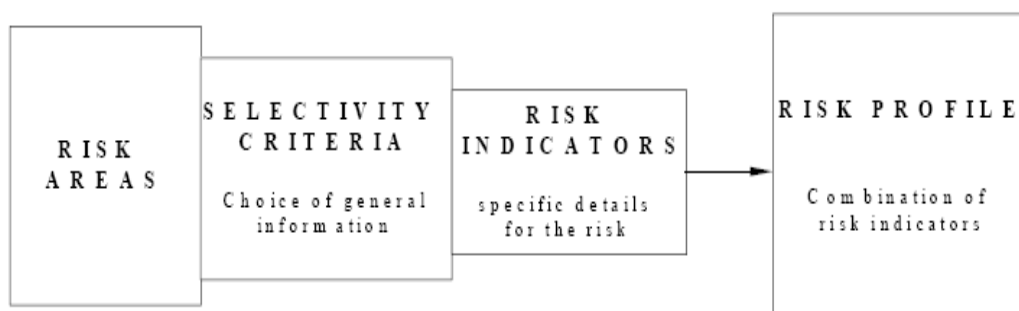 RISK
AREAS
SELECTIVITY
CRITERIA
Choice of general
information
RISK
INDICATORS
specific details
for the risk
RISK PROFILE
Combination of
risk indicators